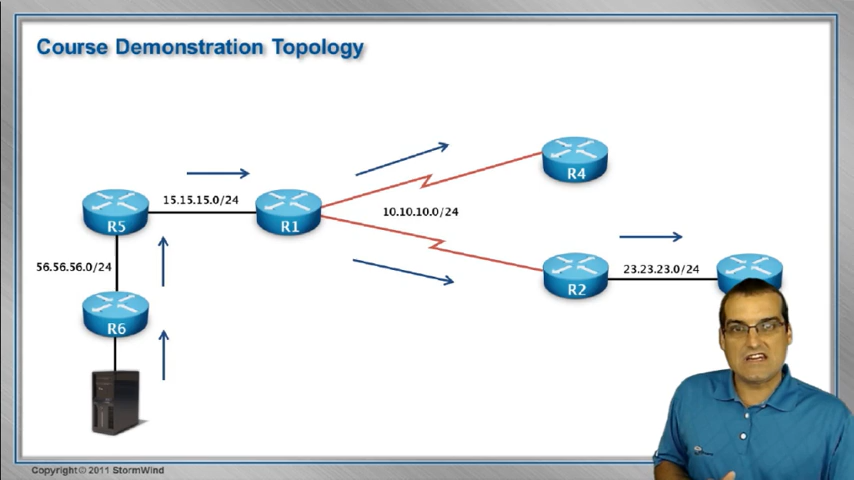 Course Demonstration Topology
R4
15.15.15.0/24
R5
R1
10.10.10.0/24
56.56.56.0/24
R2
23.23.23.0/24
R6
Copyright © 2011 StormWind